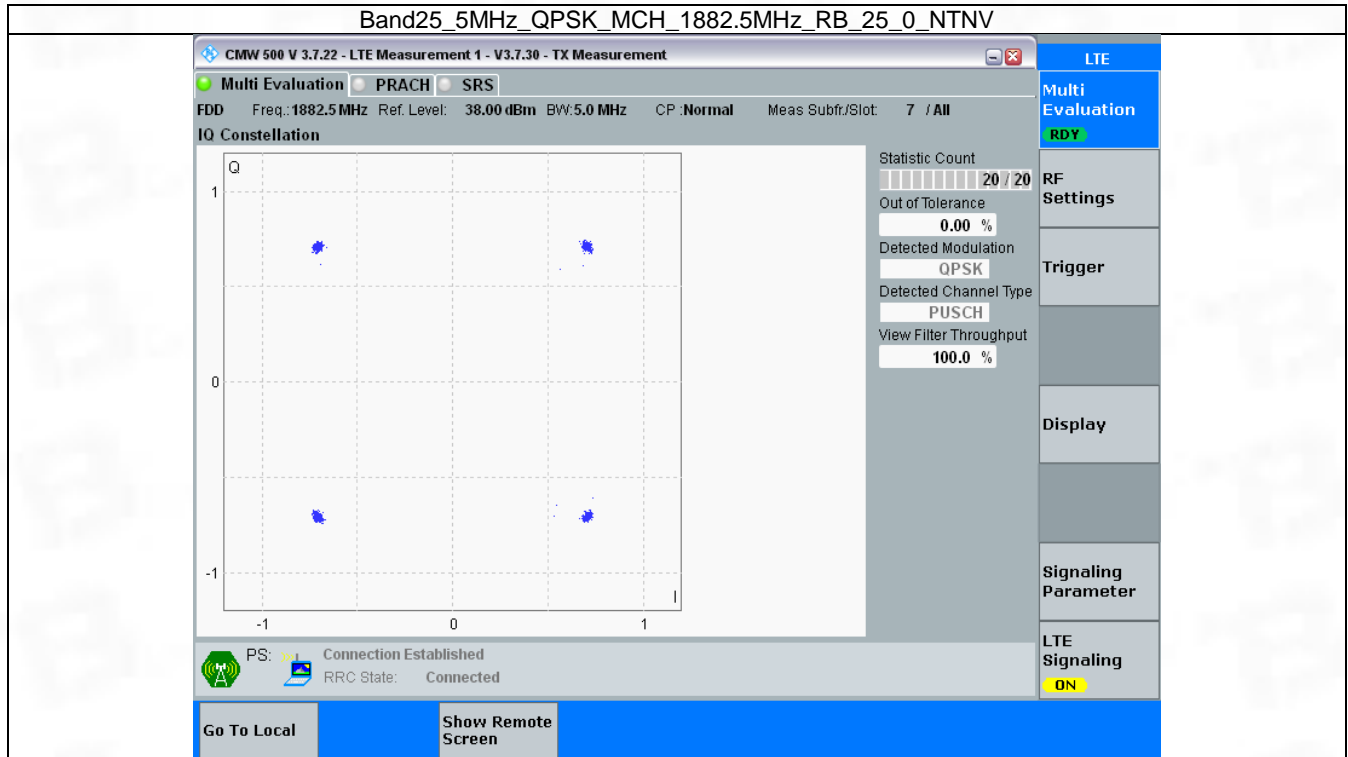 Band25_5MHz_QPSK_MCH_1882.5MHz_RB_25_0_NTNV
CMW 500 V 3.7.22 - LTE Measurement 1 - V3.7.30 - TX Measurement
LTE
Multi Evaluation PRACH SRS
Multi
Evaluation
RDY
FDD Freq.:1882.5 MHz Ref. Level: 38.00 dBm BW:5.0 MHz CP :Normal Meas Subfr./Slot: 7 / All
IQ Constellation
Q
1
0
-1
-1 0 1
I
Statistic Count
20 / 20
Out of Tolerance
0.00 %
Detected Modulation
QPSK
Detected Channel Type
PUSCH
View Filter Throughput
100.0 %
RF
Settings
Trigger
Display
Signaling
Parameter
LTE
Signaling
ON
PS: Connection Established
RRC State: Connected
Go To Local
Show Remote
Screen